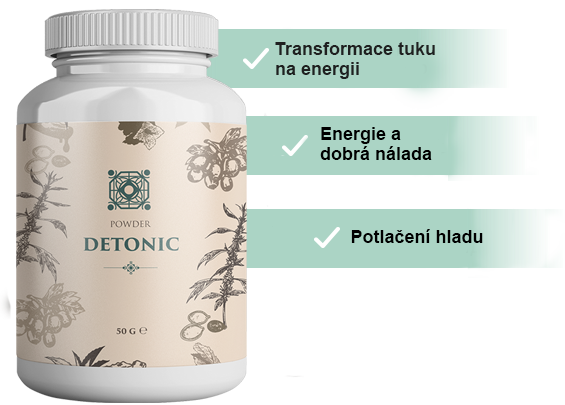 Transformace tuku
na energii
Energie a
dobrá nálada
Potlačení hladu
POWDER
DETONIC
50 G ℮